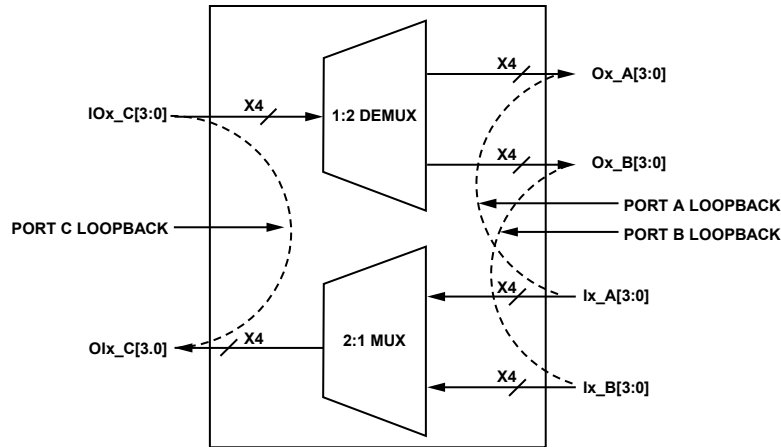 X4
Ox_A[3:0]
IOx_C[3:0]
X4
1:2 DEMUX
X4
Ox_B[3:0]
PORT A LOOPBACK
PORT C LOOPBACK
PORT B LOOPBACK
X4
Ix_A[3:0]
OIx_C[3.0]
X4
2:1 MUX
X4
Ix_B[3:0]